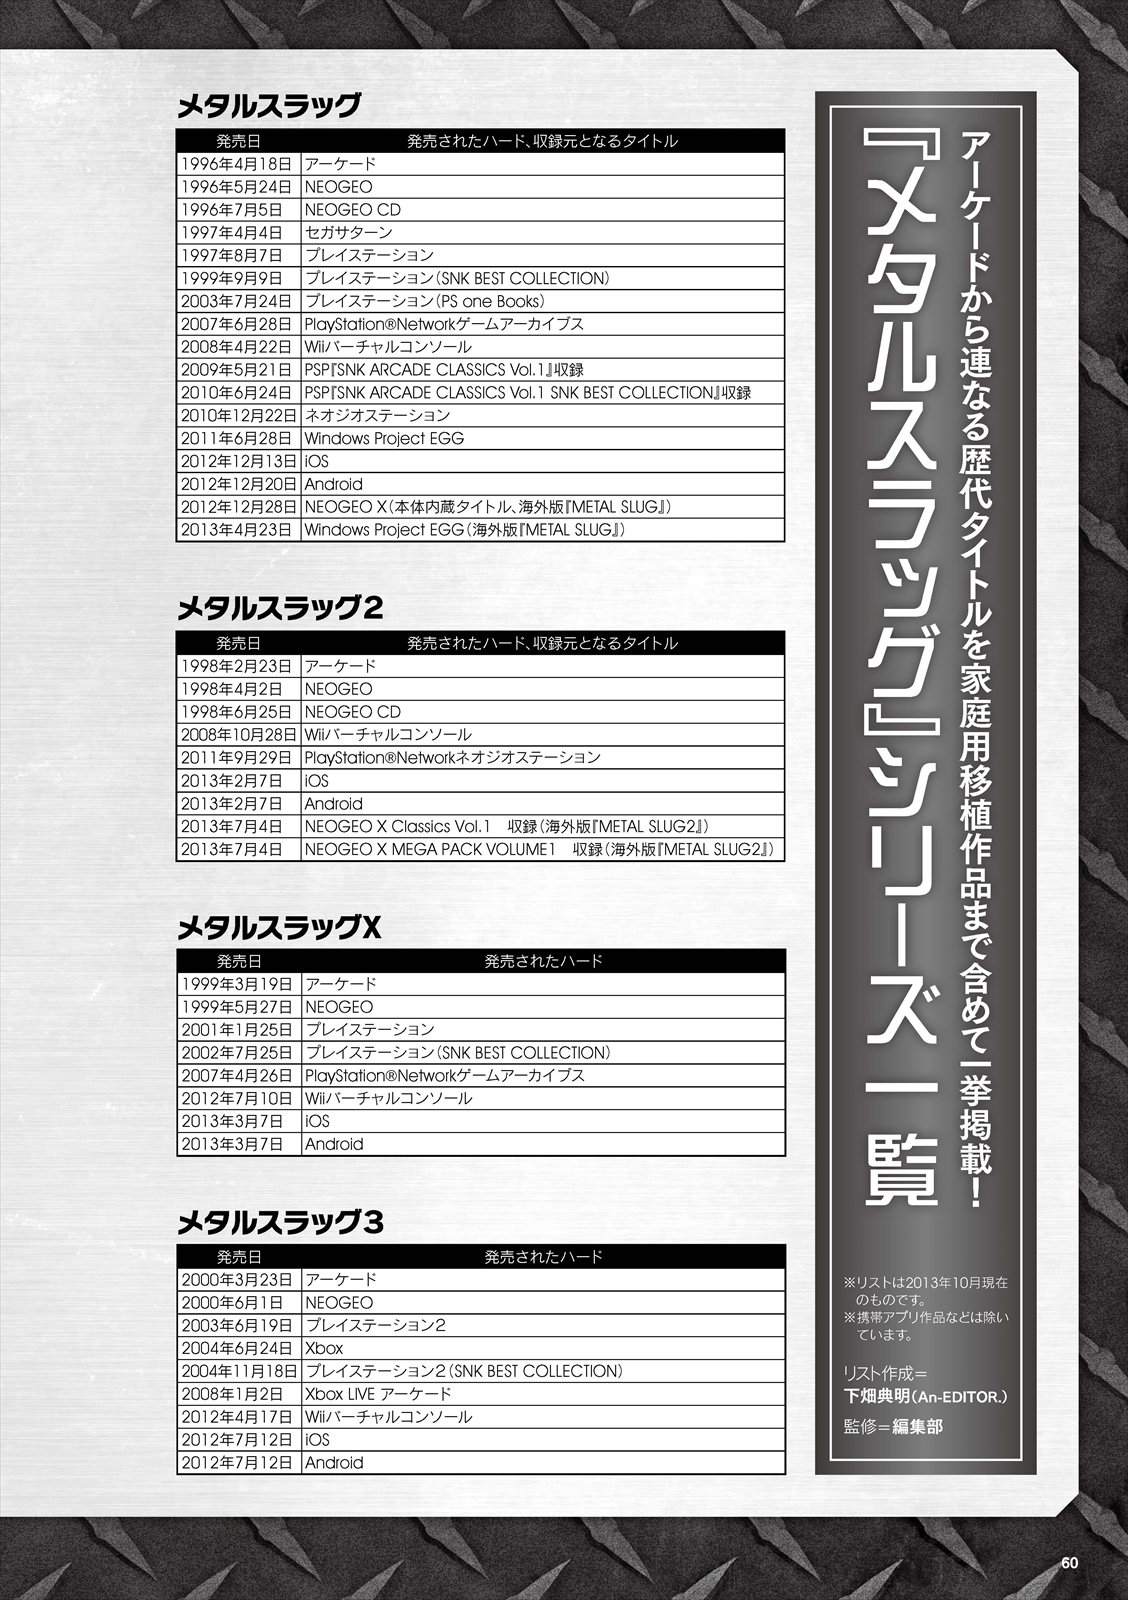 アーケードから連なる歴代タイトルを家庭用移植作品まで含めて一挙掲載！
『メタルスラッグ』シリーズ一覧
※リストは2013年10月現在
のものです。
※携帯アプリ作品などは除い
ています。
リスト作成＝
下畑典明（An-EDITOR.）
監修＝編集部
メタルスラッグ
発売日 発売されたハード、収録元となるタイトル
1996年4月18日 アーケード
1996年5月24日 NEOGEO
1996年7月5日 NEOGEO CD
1997年4月4日 セガサターン
1997年8月7日 プレイステーション
1999年9月9日 プレイステーション（SNK BEST COLLECTION）
2003年7月24日 プレイステーション（PS one Books）
2007年6月28日 PlayStation®Networkゲームアーカイブス
2008年4月22日 Wiiバーチャルコンソール
2009年5月21日 PSP『SNK ARCADE CLASSICS Vol.1』収録
2010年6月24日 PSP『SNK ARCADE CLASSICS Vol.1 SNK BEST COLLECTION』収録
2010年12月22日 ネオジオステーション
2011年6月28日 Windows Project EGG
2012年12月13日 iOS
2012年12月20日 Android
2012年12月28日 NEOGEO X（本体内蔵タイトル、海外版『METAL SLUG』）
2013年4月23日 Windows Project EGG（海外版『METAL SLUG』）
メタルスラッグ2
発売日 発売されたハード、収録元となるタイトル
1998年2月23日 アーケード
1998年4月2日 NEOGEO
1998年6月25日 NEOGEO CD
2008年10月28日 Wiiバーチャルコンソール
2011年9月29日 PlayStation®Networkネオジオステーション
2013年2月7日 iOS
2013年2月7日 Android
2013年7月4日 NEOGEO X Classics Vol.1　収録（海外版『METAL SLUG2』）
2013年7月4日 NEOGEO X MEGA PACK VOLUME1　収録（海外版『METAL SLUG2』）
メタルスラッグX
発売日 発売されたハード
1999年3月19日 アーケード
1999年5月27日 NEOGEO
2001年1月25日 プレイステーション
2002年7月25日 プレイステーション（SNK BEST COLLECTION）
2007年4月26日 PlayStation®Networkゲームアーカイブス
2012年7月10日 Wiiバーチャルコンソール
2013年3月7日 iOS
2013年3月7日 Android
メタルスラッグ3
発売日 発売されたハード
2000年3月23日 アーケード
2000年6月1日 NEOGEO
2003年6月19日 プレイステーション2
2004年6月24日 Xbox
2004年11月18日 プレイステーション2（SNK BEST COLLECTION）
2008年1月2日 Xbox LIVE アーケード
2012年4月17日 Wiiバーチャルコンソール
2012年7月12日 iOS
2012年7月12日 Android
60